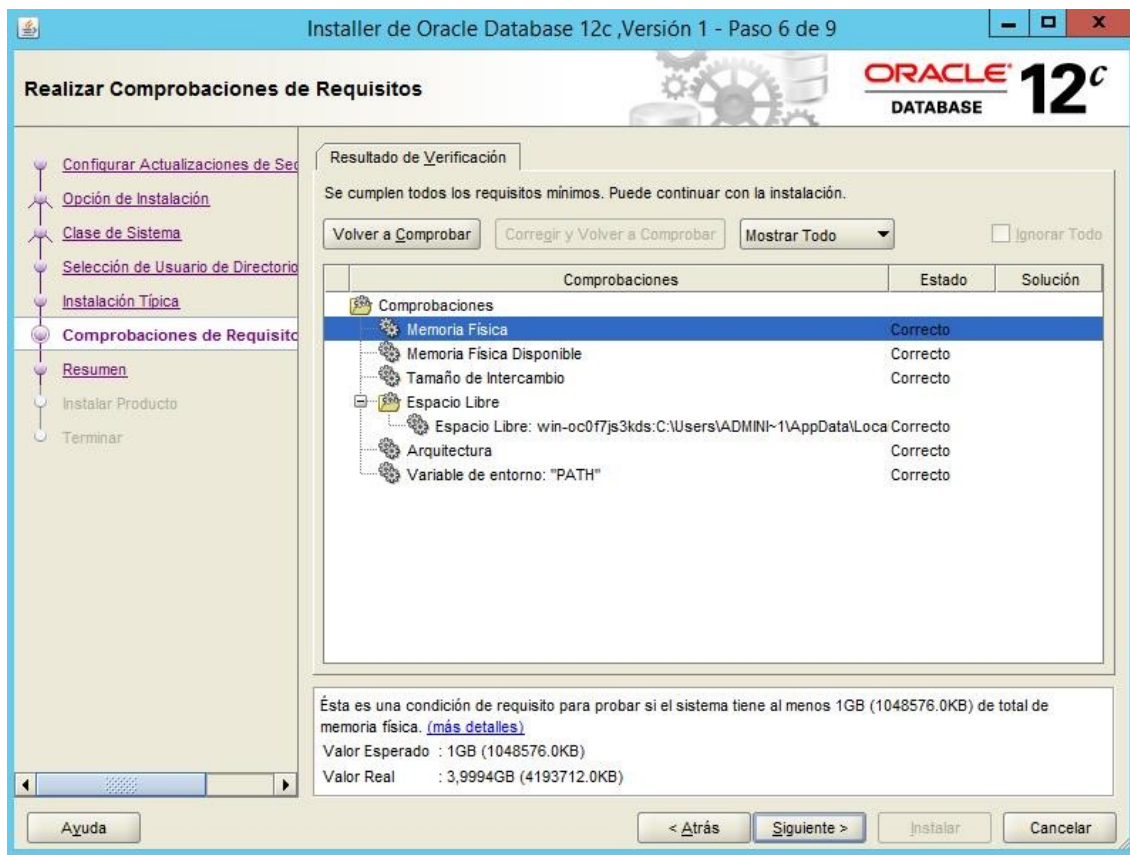 Installer de Oracle Database 12c ,Versión 1 - Paso 6 de 9
Realizar Comprobaciones de Requisitos
ORACLE DATABASE 12c
Configurar Actualizaciones de Sec
Opción de Instalación
Clase de Sistema
Selección de Usuario de Directorio
Instalación Típica
Comprobaciones de Requisito
Resumen
Instalar Producto
Terminar
Resultado de Verificación
Se cumplen todos los requisitos mínimos. Puede continuar con la instalación.
Volver a Comprobar Corregir y Volver a Comprobar Mostrar Todo Ignorar Todo
Comprobaciones Estado Solución
Comprobaciones
Memoria Física Correcto
Memoria Física Disponible Correcto
Tamaño de Intercambio Correcto
Espacio Libre
Espacio Libre: win-oc0f7js3kds:C:\Users\ADMINI~1\AppData\Loca Correcto
Arquitectura Correcto
Variable de entorno: "PATH" Correcto
Ésta es una condición de requisito para probar si el sistema tiene al menos 1GB (1048576.0KB) de total de
memoria física. (más detalles)
Valor Esperado : 1GB (1048576.0KB)
Valor Real : 3,9994GB (4193712.0KB)
Ayuda < Atrás Siguiente > Instalar Cancelar